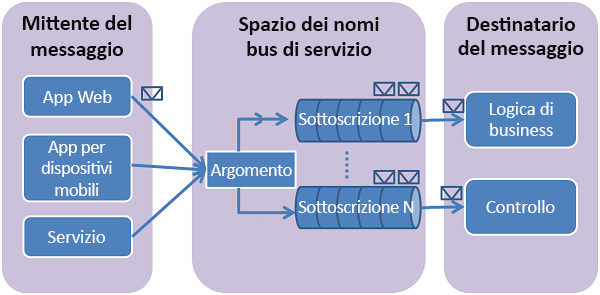 Mittente del
messaggio
App Web
App per
dispositivi
mobili
Servizio
Spazio dei nomi
bus di servizio
Argomento
Sottoscrizione 1
Sottoscrizione N
Destinatario
del messaggio
Logica di
business
Controllo